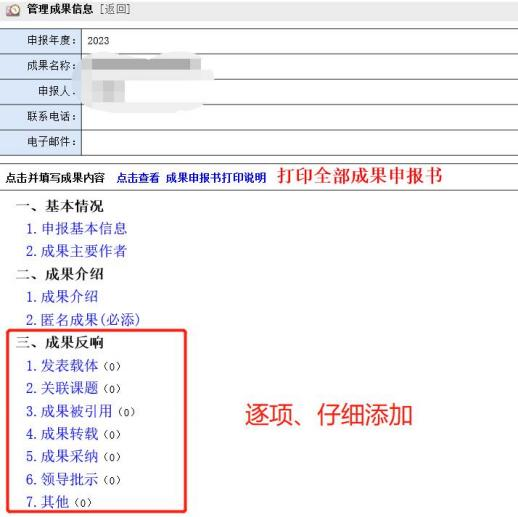 管理成果信息 [返回]
申报年度: 2023
成果名称:
申报人.
联系电话:
电子邮件:
点击并填写成果内容 点击查看 成果申报书打印说明 打印全部成果申报书
一、基本情况
1.申报基本信息
2.成果主要作者
二、成果介绍
1.成果介绍
2.匿名成果(必添)
三、成果反响
1.发表载体(0)
2.关联课题(0)
3.成果被引用(0)
4.成果转载(0)
逐项、仔细添加
5.成果采纳(0)
6.领导批示(0)
7.其他(0)